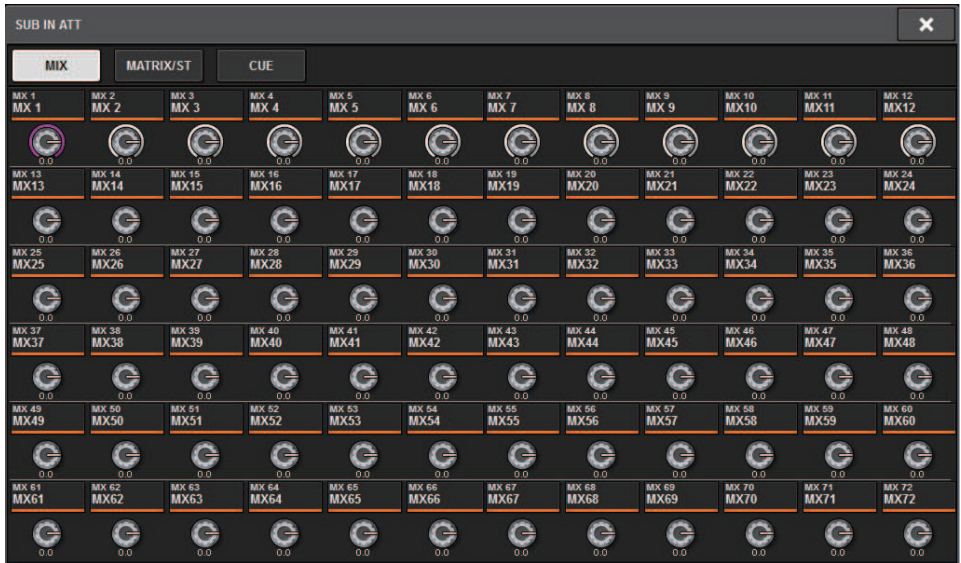 SUB IN ATT
MIX MATRIX/ST CUE
MX 1 MX 2 MX 3 MX 4 MX 5 MX 6 MX 7 MX 8 MX 9 MX 10 MX 11 MX 12
MX 1 MX 2 MX 3 MX 4 MX 5 MX 6 MX 7 MX 8 MX 9 MX10 MX11 MX12
0.0 0.0 0.0 0.0 0.0 0.0 0.0 0.0 0.0 0.0 0.0 0.0
MX 13 MX 14 MX 15 MX 16 MX 17 MX 18 MX 19 MX 20 MX 21 MX 22 MX 23 MX 24
MX13 MX14 MX15 MX16 MX17 MX18 MX19 MX20 MX21 MX22 MX23 MX24
0.0 0.0 0.0 0.0 0.0 0.0 0.0 0.0 0.0 0.0 0.0 0.0
MX 25 MX 26 MX 27 MX 28 MX 29 MX 30 MX 31 MX 32 MX 33 MX 34 MX 35 MX 36
MX25 MX26 MX27 MX28 MX29 MX30 MX31 MX32 MX33 MX34 MX35 MX36
0.0 0.0 0.0 0.0 0.0 0.0 0.0 0.0 0.0 0.0 0.0 0.0
MX 37 MX 38 MX 39 MX 40 MX 41 MX 42 MX 43 MX 44 MX 45 MX 46 MX 47 MX 48
MX37 MX38 MX39 MX40 MX41 MX42 MX43 MX44 MX45 MX46 MX47 MX48
0.0 0.0 0.0 0.0 0.0 0.0 0.0 0.0 0.0 0.0 0.0 0.0
MX 49 MX 50 MX 51 MX 52 MX 53 MX 54 MX 55 MX 56 MX 57 MX 58 MX 59 MX 60
MX49 MX50 MX51 MX52 MX53 MX54 MX55 MX56 MX57 MX58 MX59 MX60
0.0 0.0 0.0 0.0 0.0 0.0 0.0 0.0 0.0 0.0 0.0 0.0
MX 61 MX 62 MX 63 MX 64 MX 65 MX 66 MX 67 MX 68 MX 69 MX 70 MX 71 MX 72
MX61 MX62 MX63 MX64 MX65 MX66 MX67 MX68 MX69 MX70 MX71 MX72
0.0 0.0 0.0 0.0 0.0 0.0 0.0 0.0 0.0 0.0 0.0 0.0